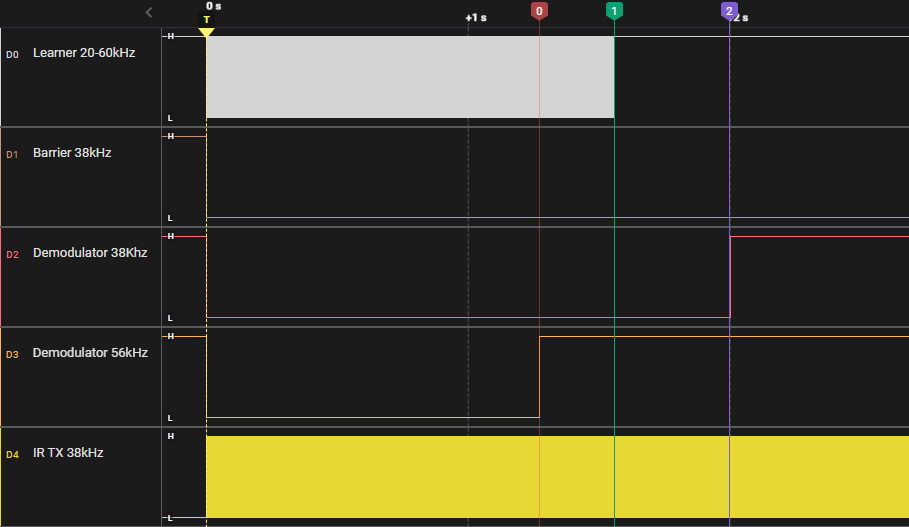 0 s
T
+1 s
0
1
2
2 s
D0 Learner 20-60kHz
H
L
D1 Barrier 38kHz
H
L
D2 Demodulator 38Khz
H
L
D3 Demodulator 56kHz
H
L
D4 IR TX 38kHz
H
L